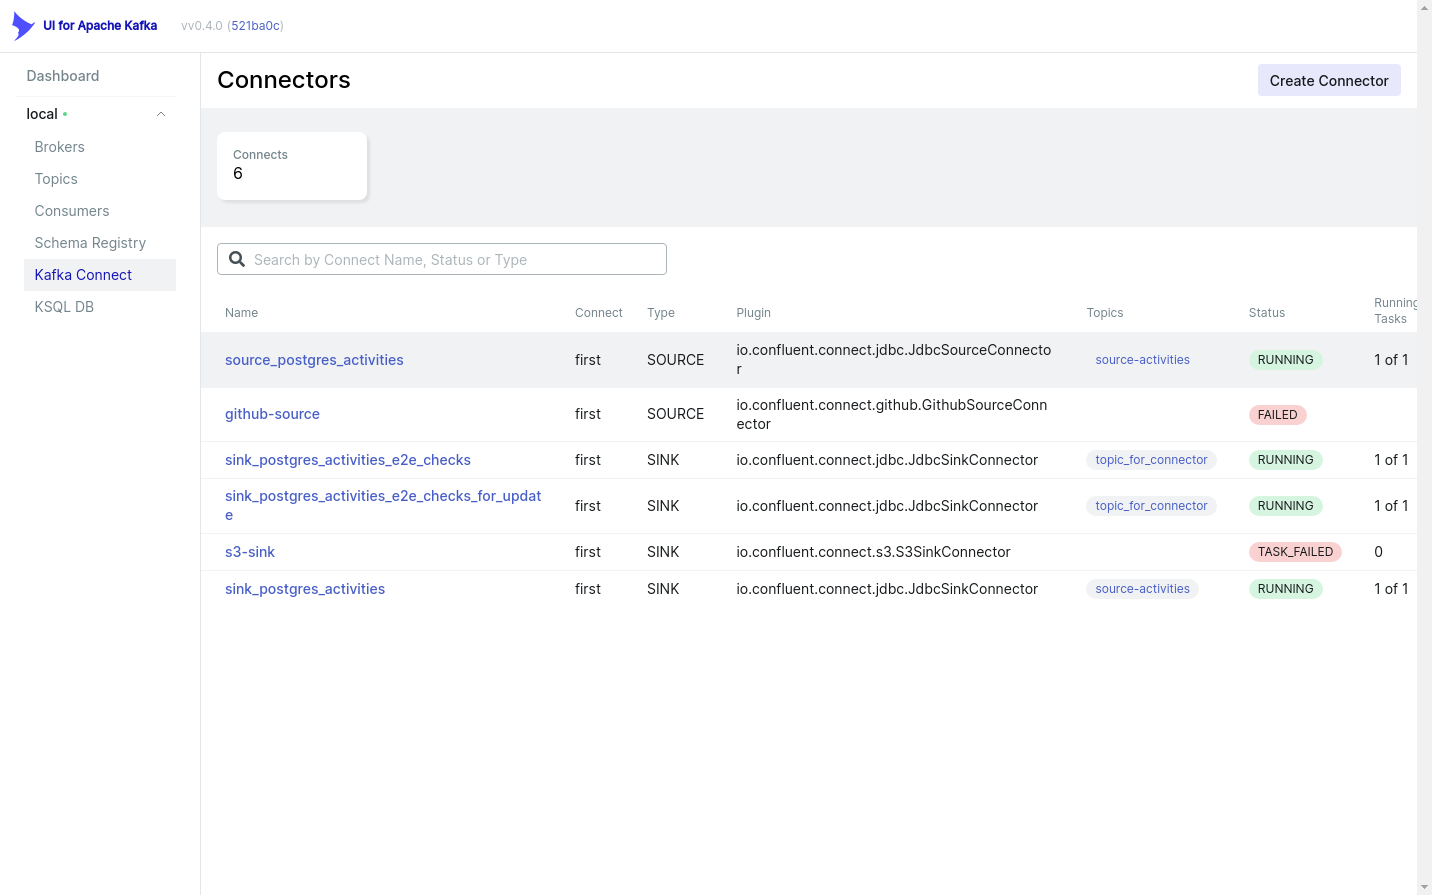 UI for Apache Kafka vv0.4.0 (521ba0c)
Dashboard
local
Brokers
Topics
Consumers
Schema Registry
Kafka Connect
KSQL DB
Connectors
Create Connector
Connects
6
Search by Connect Name, Status or Type
Name Connect Type Plugin Topics Status Running
Tasks
source_postgres_activities first SOURCE io.confluent.connect.jdbc.JdbcSourceConnecto source-activities RUNNING 1 of 1
r
github-source first SOURCE io.confluent.connect.github.GithubSourceConn FAILED
ector
sink_postgres_activities_e2e_checks first SINK io.confluent.connect.jdbc.JdbcSinkConnector topic_for_connector RUNNING 1 of 1
sink_postgres_activities_e2e_checks_for_updat first SINK io.confluent.connect.jdbc.JdbcSinkConnector topic_for_connector RUNNING 1 of 1
e
s3-sink first SINK io.confluent.connect.s3.S3SinkConnector TASK_FAILED 0
sink_postgres_activities first SINK io.confluent.connect.jdbc.JdbcSinkConnector source-activities RUNNING 1 of 1